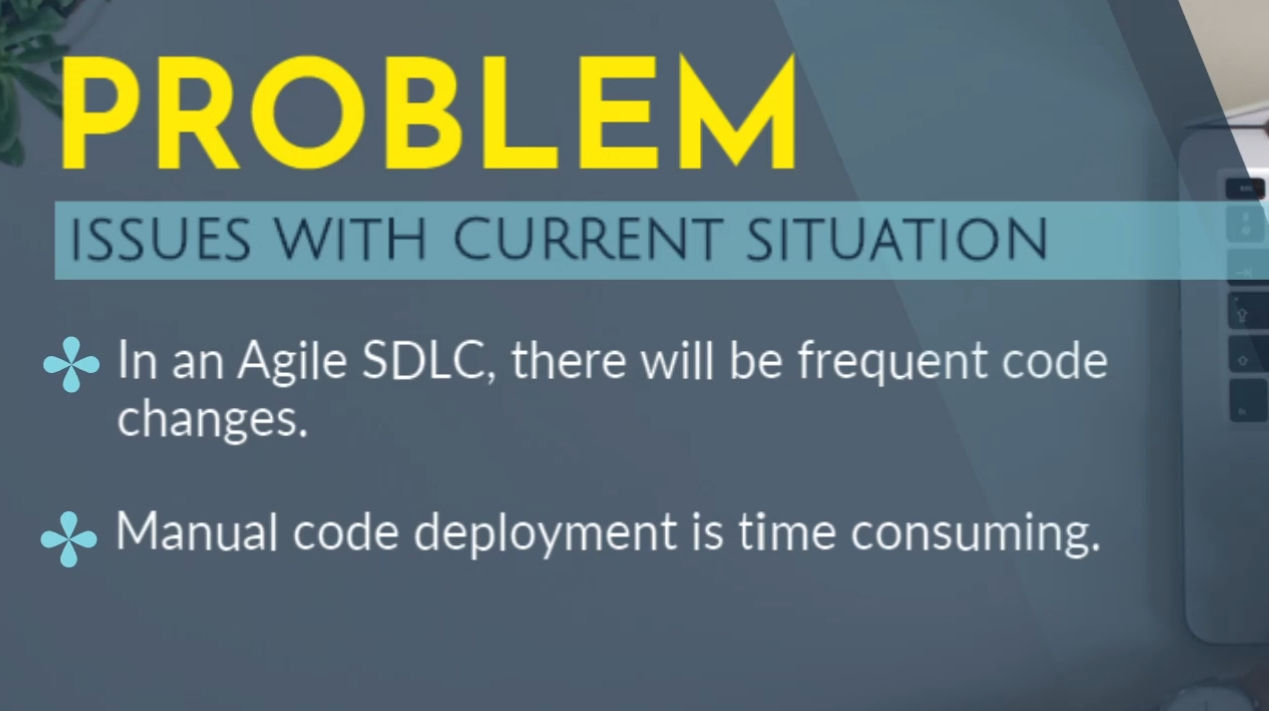 PROBLEM
ISSUES WITH CURRENT SITUATION
In an Agile SDLC, there will be frequent code
changes.
Manual code deployment is time consuming.